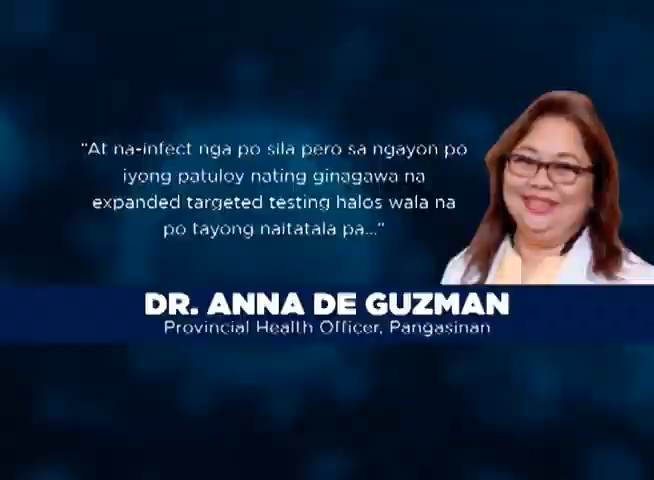 "At na-infect nga po sila pero sa ngayon po
iyong patuloy nating ginagawa na
expanded targeted testing halos wala na
po tayong naitatala pa..."
DR. ANNA DE GUZMAN
Provincial Health Officer, Pangasinan